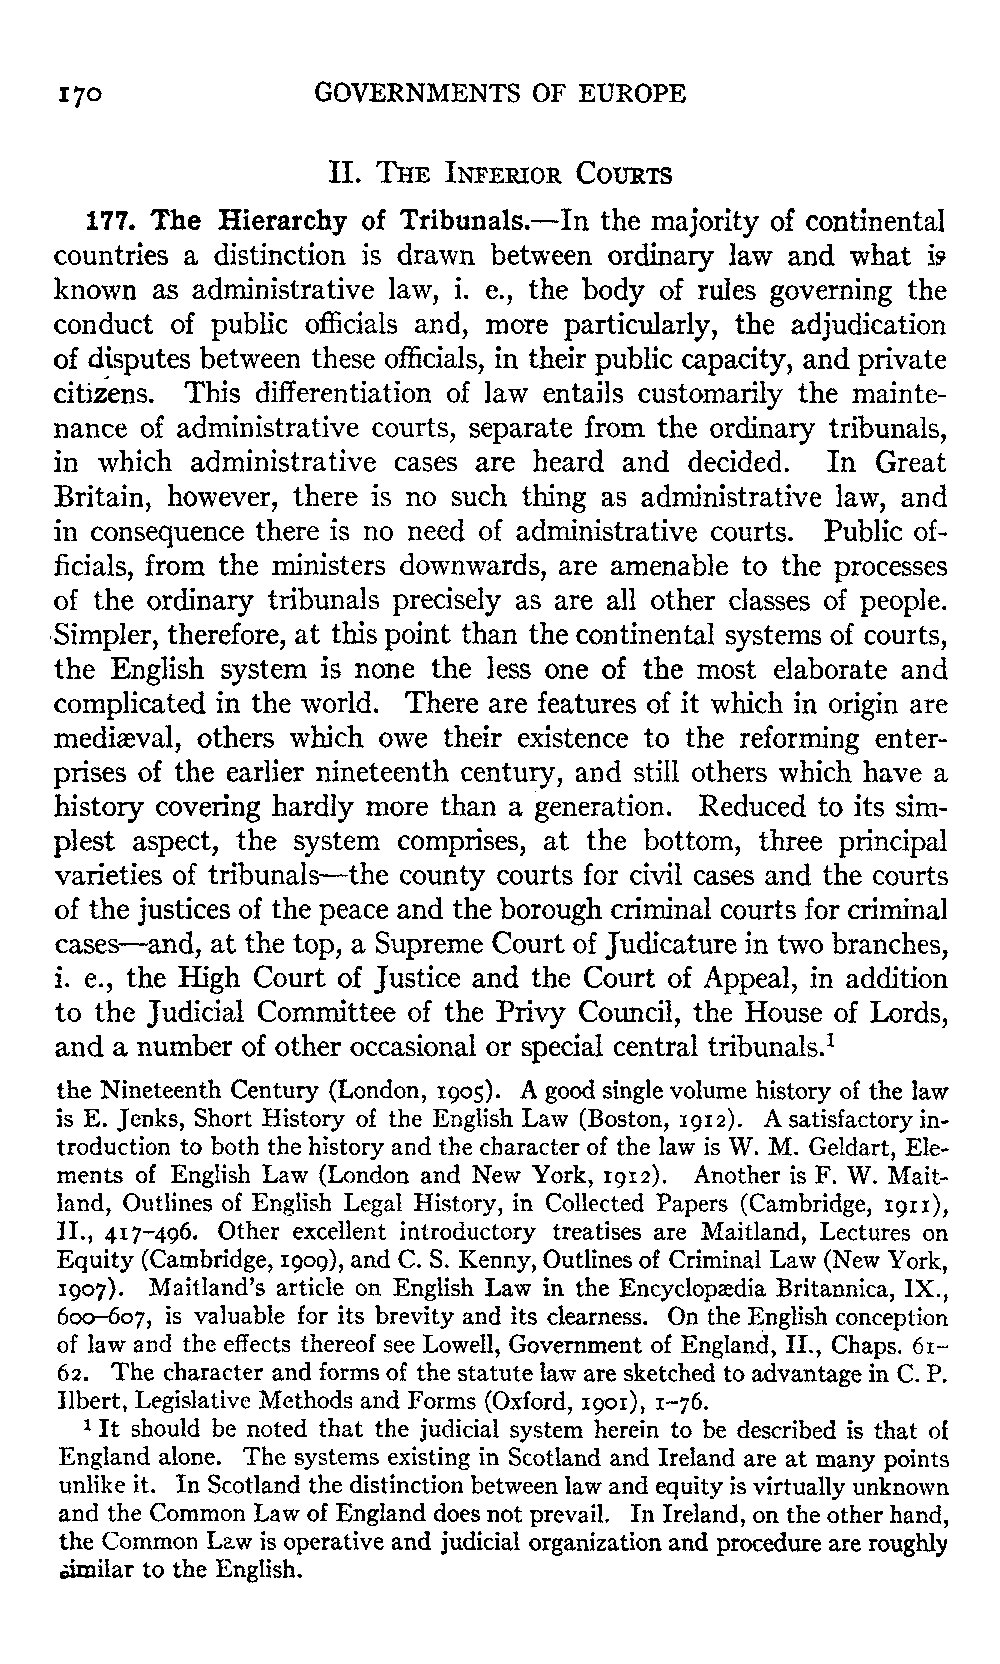 170 GOVERNMENTS OF EUROPE
II. THE INFERIOR COURTS
177. The Hierarchy of Tribunals.—In the majority of continental
countries a distinction is drawn between ordinary law and what is
known as administrative law, i. e., the body of rules governing the
conduct of public officials and, more particularly, the adjudication
of disputes between these officials, in their public capacity, and private
citizens. This differentiation of law entails customarily the mainte-
nance of administrative courts, separate from the ordinary tribunals,
in which administrative cases are heard and decided. In Great
Britain, however, there is no such thing as administrative law, and
in consequence there is no need of administrative courts. Public of-
ficials, from the ministers downwards, are amenable to the processes
of the ordinary tribunals precisely as are all other classes of people.
Simpler, therefore, at this point than the continental systems of courts,
the English system is none the less one of the most elaborate and
complicated in the world. There are features of it which in origin are
mediæval, others which owe their existence to the reforming enter-
prises of the earlier nineteenth century, and still others which have a
history covering hardly more than a generation. Reduced to its sim-
plest aspect, the system comprises, at the bottom, three principal
varieties of tribunals—the county courts for civil cases and the courts
of the justices of the peace and the borough criminal courts for criminal
cases—and, at the top, a Supreme Court of Judicature in two branches,
i. e., the High Court of Justice and the Court of Appeal, in addition
to the Judicial Committee of the Privy Council, the House of Lords,
and a number of other occasional or special central tribunals.¹
the Nineteenth Century (London, 1905). A good single volume history of the law
is E. Jenks, Short History of the English Law (Boston, 1912). A satisfactory in-
troduction to both the history and the character of the law is W. M. Geldart, Ele-
ments of English Law (London and New York, 1912). Another is F. W. Mait-
land, Outlines of English Legal History, in Collected Papers (Cambridge, 1911),
II., 417–496. Other excellent introductory treatises are Maitland, Lectures on
Equity (Cambridge, 1909), and C. S. Kenny, Outlines of Criminal Law (New York,
1907). Maitland's article on English Law in the Encyclopædia Britannica, IX.,
600–607, is valuable for its brevity and its clearness. On the English conception
of law and the effects thereof see Lowell, Government of England, II., Chaps. 61–
62. The character and forms of the statute law are sketched to advantage in C. P.
Ilbert, Legislative Methods and Forms (Oxford, 1901), 1–76.
¹ It should be noted that the judicial system herein to be described is that of
England alone. The systems existing in Scotland and Ireland are at many points
unlike it. In Scotland the distinction between law and equity is virtually unknown
and the Common Law of England does not prevail. In Ireland, on the other hand,
the Common Law is operative and judicial organization and procedure are roughly
similar to the English.